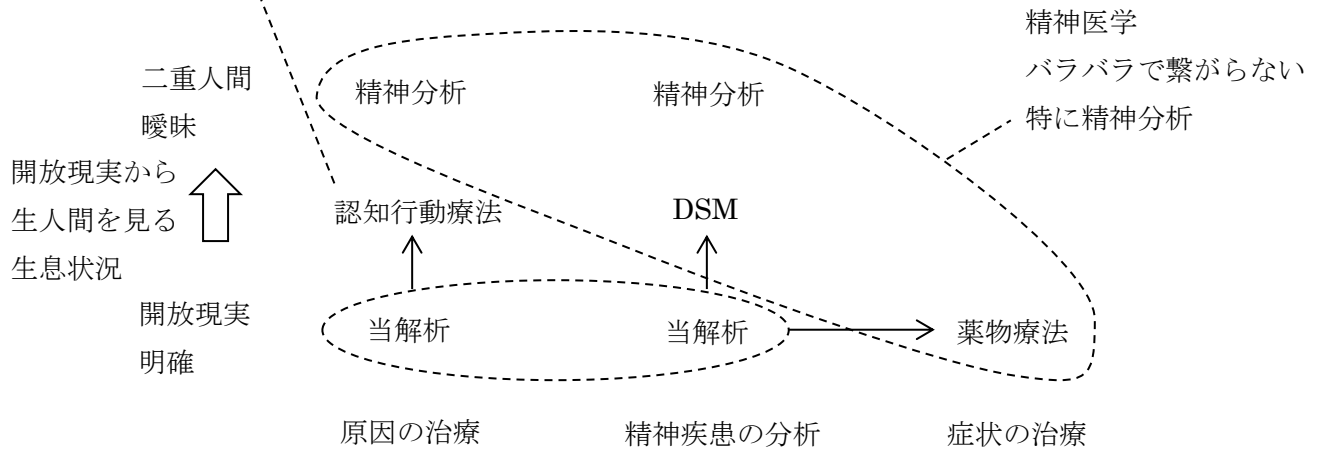 精神医学
バラバラで繋がらない
特に精神分析
二重人間
曖昧
精神分析
精神分析
開放現実から
生人間を見る
生息状況
認知行動療法
DSM
開放現実
明確
当解析
当解析
薬物療法
原因の治療
精神疾患の分析
症状の治療